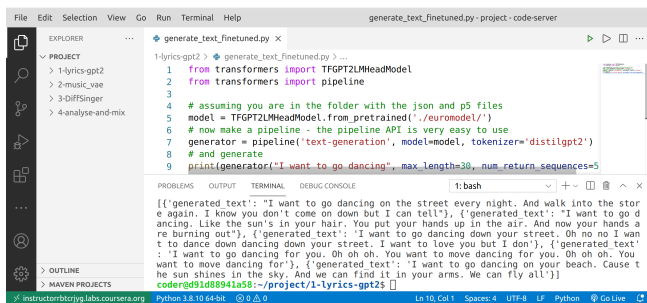 File Edit Selection View Go Run Terminal Help generate_text_finetuned.py - project - code-server
EXPLORER
PROJECT
1-lyrics-gpt2
2-music_vae
3-DiffSinger
4-analyse-and-mix
OUTLINE
MAVEN PROJECTS
generate_text_finetuned.py
1-lyrics-gpt2 > generate_text_finetuned.py > ...
1 from transformers import TFGPT2LMHeadModel
2 from transformers import pipeline
3
4 # assuming you are in the folder with the json and p5 files
5 model = TFGPT2LMHeadModel.from_pretrained('./euromodel/')
6 # now make a pipeline - the pipeline API is very easy to use
7 generator = pipeline('text-generation', model=model, tokenizer='distilgpt2')
8 # and generate
9 print(generator("I want to go dancing", max_length=30, num_return_sequences=5
PROBLEMS OUTPUT TERMINAL DEBUG CONSOLE 1: bash
[{'generated_text': "I want to go dancing on the street every night. And walk into the stor
e again. I know you don't come on down but I can tell"}, {'generated_text': "I want to go d
ancing. Like the sun's in your hair. You put your hands up in the air. And now your hands a
re burning out"}, {'generated_text': 'I want to go dancing down your street. Oh no no I wan
t to dance down dancing down your street. I want to love you but I don'}, {'generated_text'
: 'I want to go dancing for you. Oh oh oh. You want to move dancing for you. Oh oh oh. You
want to move dancing for'}, {'generated_text': 'I want to go dancing on your beach. Cause t
he sun shines in the sky. And we can find it in your arms. We can fly all'}]
coder@d91d88941a58:~/project/1-lyrics-gpt2$
instructorrbtcrjyg.labs.coursera.org Python 3.8.10 64-bit 0 0 Ln 10, Col 1 Spaces: 4 UTF-8 LF Python Go Live